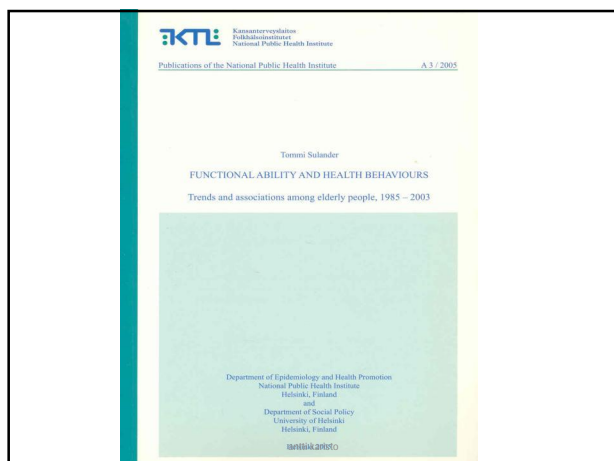 KTL
Kansanterveyslaitos
Folkhälsoinstitutet
National Public Health Institute
Publications of the National Public Health Institute A 3 / 2005
Tommi Sulander
FUNCTIONAL ABILITY AND HEALTH BEHAVIOURS
Trends and associations among elderly people, 1985 – 2003
Department of Epidemiology and Health Promotion
National Public Health Institute
Helsinki, Finland
and
Department of Social Policy
University of Helsinki
Helsinki, Finland